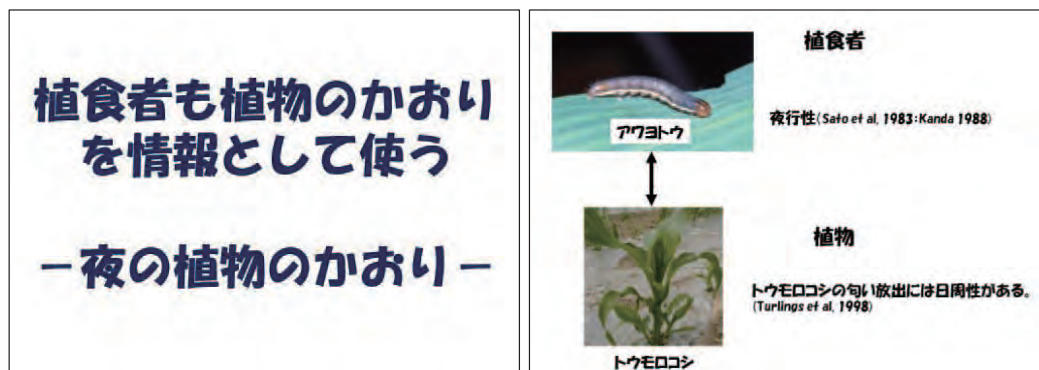 植食者も植物のかおり
を情報として使う
－夜の植物のかおり－
植食者
アワヨトウ
夜行性(Sato et al, 1983:Kanda 1988)
植物
トウモロコシの匂い放出には日周性がある。
(Turlings et al, 1998)
トウモロコシ